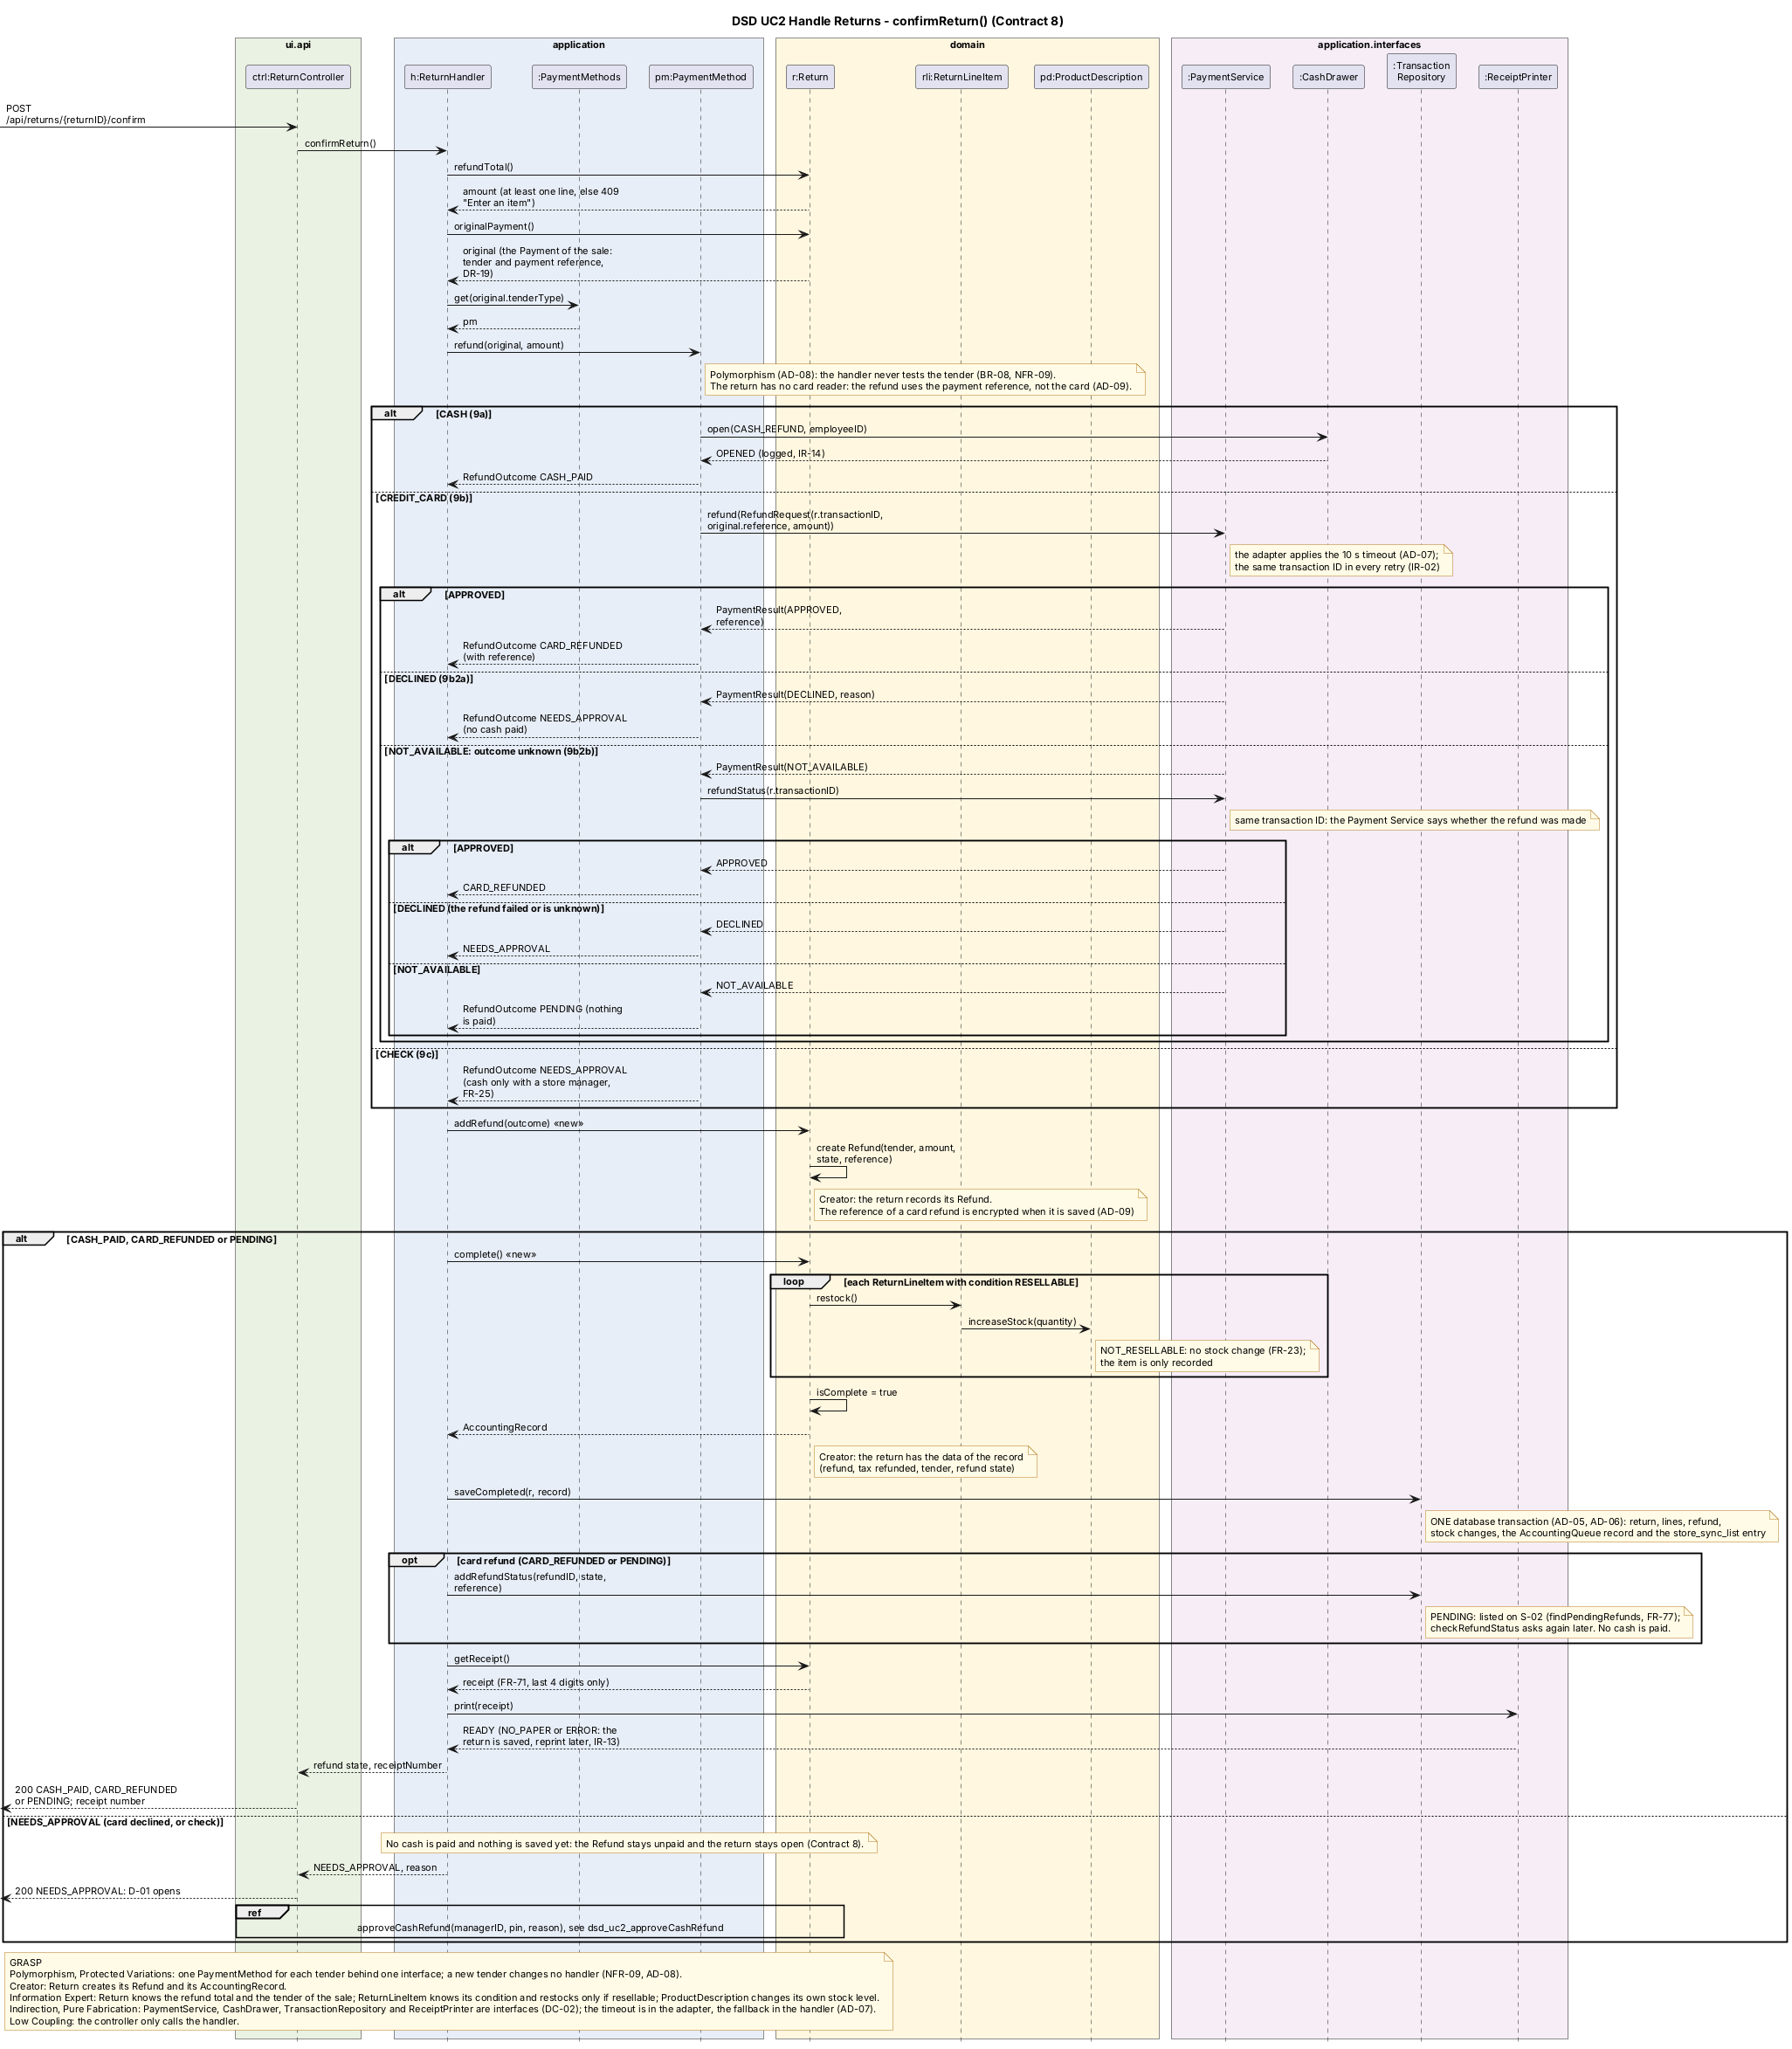 DSD UC2 Handle Returns - confirmReturn() (Contract 8)
ui.api
application
domain
application.interfaces
ctrl:ReturnController
h:ReturnHandler
:PaymentMethods
pm:PaymentMethod
r:Return
rli:ReturnLineItem
pd:ProductDescription
:PaymentService
:CashDrawer
:Transaction
Repository
:ReceiptPrinter
POST
/api/returns/{returnID}/confirm
confirmReturn()
refundTotal()
amount (at least one line, else 409
"Enter an item")
originalPayment()
original (the Payment of the sale:
tender and payment reference,
DR-19)
get(original.tenderType)
pm
refund(original, amount)
Polymorphism (AD-08): the handler never tests the tender (BR-08, NFR-09).
The return has no card reader: the refund uses the payment reference, not the card (AD-09).
alt [CASH (9a)]
open(CASH_REFUND, employeeID)
OPENED (logged, IR-14)
RefundOutcome CASH_PAID
[CREDIT_CARD (9b)]
refund(RefundRequest(r.transactionID,
original.reference, amount))
the adapter applies the 10 s timeout (AD-07);
the same transaction ID in every retry (IR-02)
alt [APPROVED]
PaymentResult(APPROVED,
reference)
RefundOutcome CARD_REFUNDED
(with reference)
[DECLINED (9b2a)]
PaymentResult(DECLINED, reason)
RefundOutcome NEEDS_APPROVAL
(no cash paid)
[NOT_AVAILABLE: outcome unknown (9b2b)]
PaymentResult(NOT_AVAILABLE)
refundStatus(r.transactionID)
same transaction ID: the Payment Service says whether the refund was made
alt [APPROVED]
APPROVED
CARD_REFUNDED
[DECLINED (the refund failed or is unknown)]
DECLINED
NEEDS_APPROVAL
[NOT_AVAILABLE]
NOT_AVAILABLE
RefundOutcome PENDING (nothing
is paid)
[CHECK (9c)]
RefundOutcome NEEDS_APPROVAL
(cash only with a store manager,
FR-25)
addRefund(outcome) «new»
create Refund(tender, amount,
state, reference)
Creator: the return records its Refund.
The reference of a card refund is encrypted when it is saved (AD-09)
alt [CASH_PAID, CARD_REFUNDED or PENDING]
complete() «new»
loop [each ReturnLineItem with condition RESELLABLE]
restock()
increaseStock(quantity)
NOT_RESELLABLE: no stock change (FR-23);
the item is only recorded
isComplete = true
AccountingRecord
Creator: the return has the data of the record
(refund, tax refunded, tender, refund state)
saveCompleted(r, record)
ONE database transaction (AD-05, AD-06): return, lines, refund,
stock changes, the AccountingQueue record and the store_sync_list entry
opt [card refund (CARD_REFUNDED or PENDING)]
addRefundStatus(refundID, state,
reference)
PENDING: listed on S-02 (findPendingRefunds, FR-77);
checkRefundStatus asks again later. No cash is paid.
getReceipt()
receipt (FR-71, last 4 digits only)
print(receipt)
READY (NO_PAPER or ERROR: the
return is saved, reprint later, IR-13)
refund state, receiptNumber
200 CASH_PAID, CARD_REFUNDED
or PENDING; receipt number
[NEEDS_APPROVAL (card declined, or check)]
No cash is paid and nothing is saved yet: the Refund stays unpaid and the return stays open (Contract 8).
NEEDS_APPROVAL, reason
200 NEEDS_APPROVAL: D-01 opens
ref
approveCashRefund(managerID, pin, reason), see dsd_uc2_approveCashRefund
GRASP
Polymorphism, Protected Variations: one PaymentMethod for each tender behind one interface; a new tender changes no handler (NFR-09, AD-08).
Creator: Return creates its Refund and its AccountingRecord.
Information Expert: Return knows the refund total and the tender of the sale; ReturnLineItem knows its condition and restocks only if resellable; ProductDescription changes its own stock level.
Indirection, Pure Fabrication: PaymentService, CashDrawer, TransactionRepository and ReceiptPrinter are interfaces (DC-02); the timeout is in the adapter, the fallback in the handler (AD-07).
Low Coupling: the controller only calls the handler.